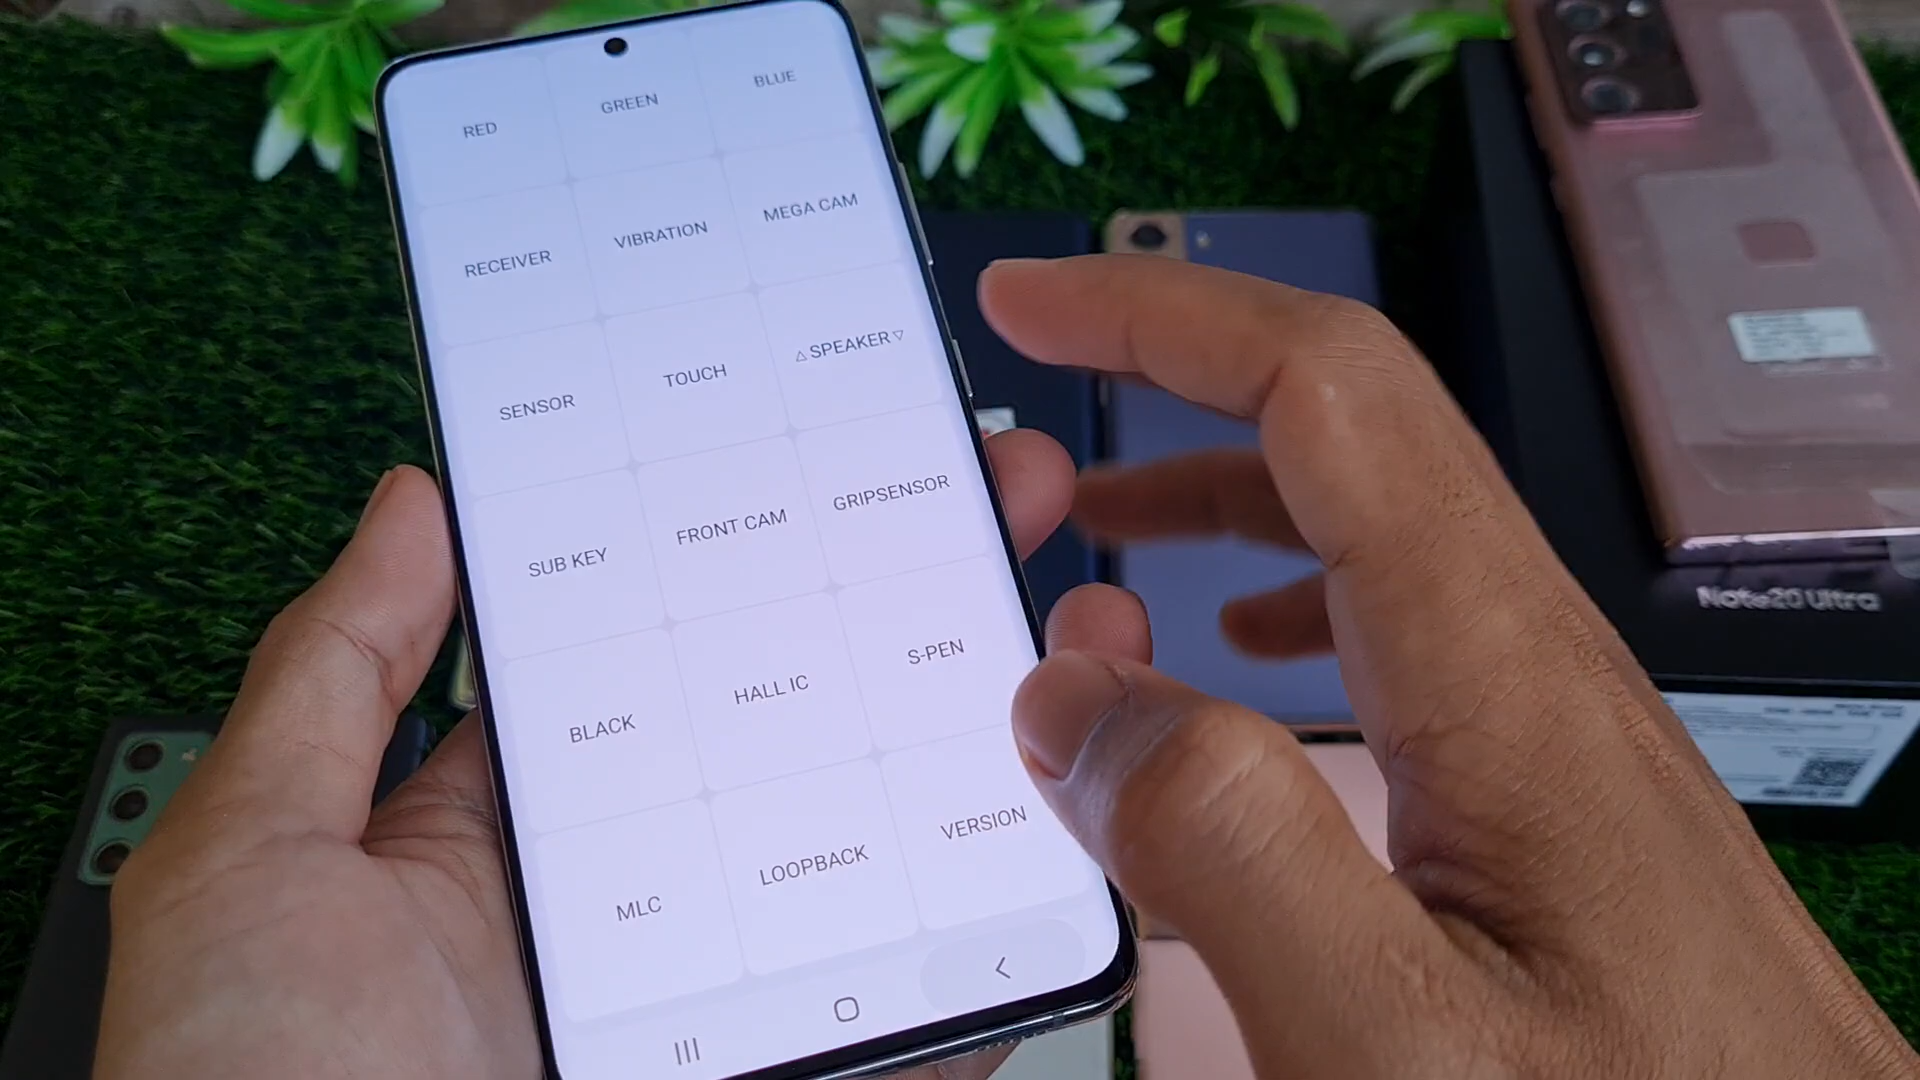 RED
GREEN
BLUE
RECEIVER
VIBRATION
MEGA CAM
SENSOR
TOUCH
△ SPEAKER ▽
SUB KEY
FRONT CAM
GRIPSENSOR
BLACK
HALL IC
S-PEN
MLC
LOOPBACK
VERSION
Note20 Ultra